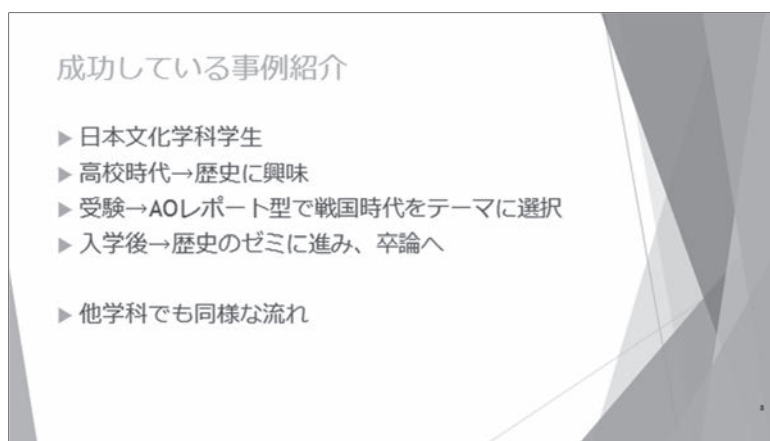 成功している事例紹介
▶ 日本文化学科学生
▶ 高校時代→歴史に興味
▶ 受験→AOレポート型で戦国時代をテーマに選択
▶ 入学後→歴史のゼミに進み、卒論へ
▶ 他学科でも同様な流れ